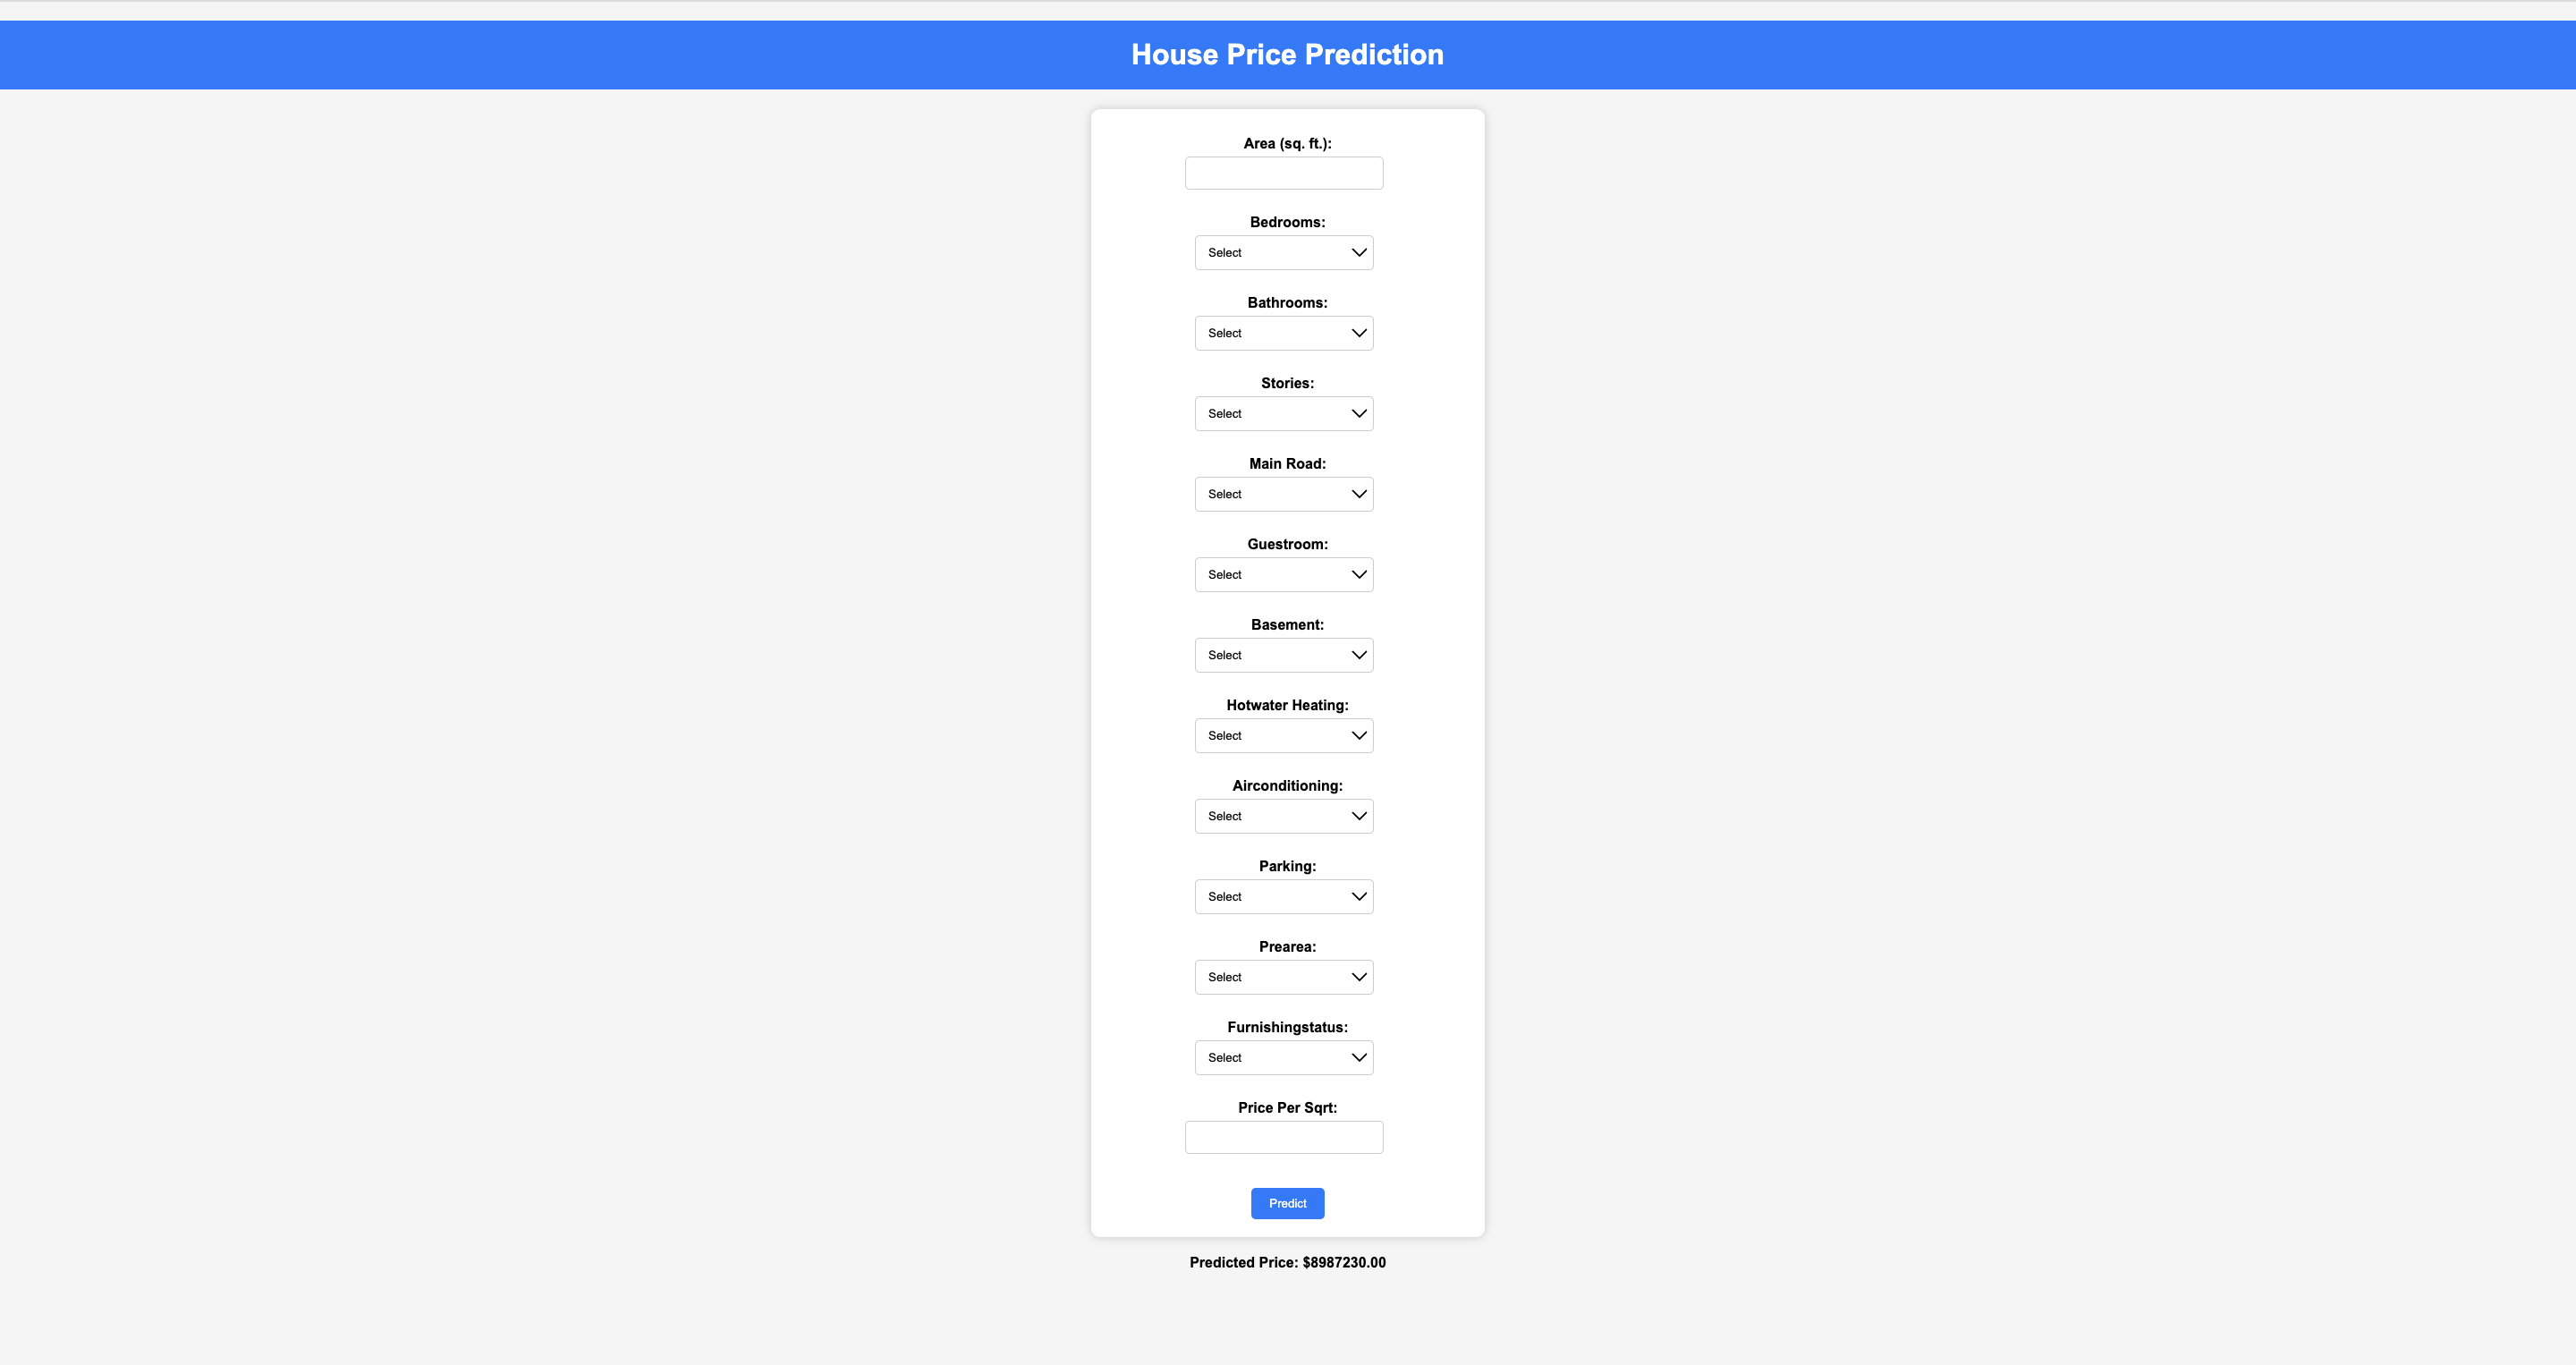 House Price Prediction
Area (sq. ft.):
Bedrooms:
Select
Bathrooms:
Select
Stories:
Select
Main Road:
Select
Guestroom:
Select
Basement:
Select
Hotwater Heating:
Select
Airconditioning:
Select
Parking:
Select
Prearea:
Select
Furnishingstatus:
Select
Price Per Sqrt:
Predict
Predicted Price: $8987230.00